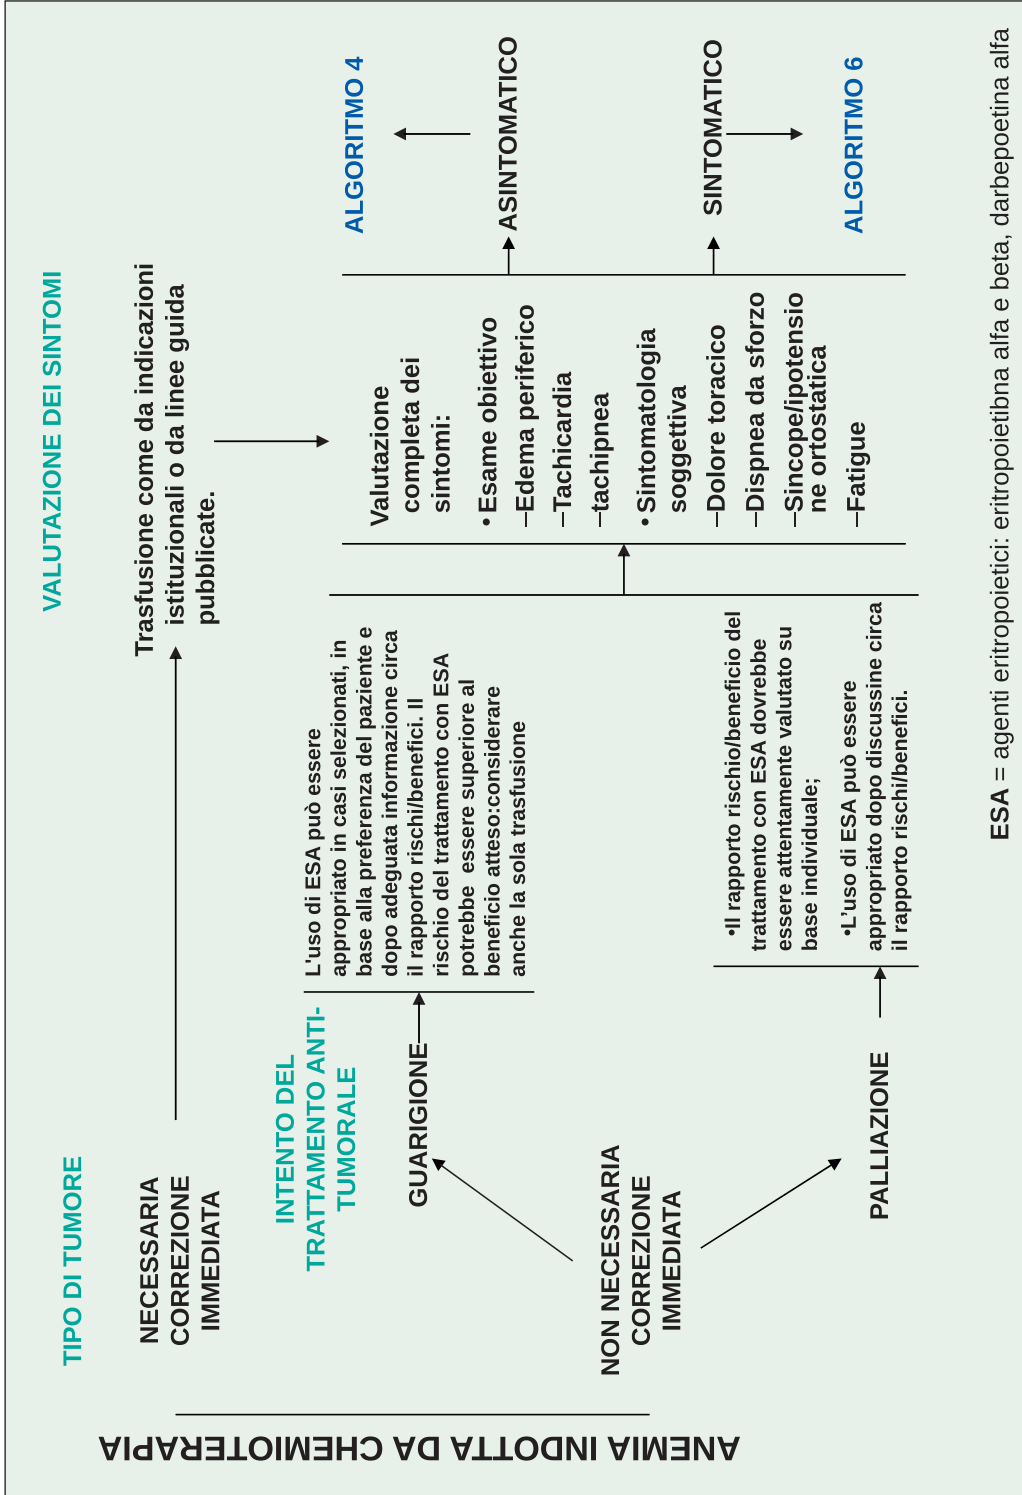 ANEMIA INDOTTA DA CHEMIOTERAPIA
TIPO DI TUMORE
VALUTAZIONE DEI SINTOMI
NECESSARIA
CORREZIONE
IMMEDIATA
Trasfusione come da indicazioni
istituzionali o da linee guida
pubblicate.
INTENTO DEL
TRATTAMENTO ANTI-
TUMORALE
NON NECESSARIA
CORREZIONE
IMMEDIATA
GUARIGIONE
L'uso di ESA può essere
appropriato in casi selezionati, in
base alla preferenza del paziente e
dopo adeguata informazione circa
il rapporto rischi/benefici. Il
rischio del trattamento con ESA
potrebbe essere superiore al
beneficio atteso:considerare
anche la sola trasfusione
PALLIAZIONE
•Il rapporto rischio/beneficio del
trattamento con ESA dovrebbe
essere attentamente valutato su
base individuale;
•L’uso di ESA può essere
appropriato dopo discussine circa
il rapporto rischi/benefici.
Valutazione
completa dei
sintomi:
• Esame obiettivo
–Edema periferico
–Tachicardia
–tachipnea
• Sintomatologia
soggettiva
–Dolore toracico
–Dispnea da sforzo
–Sincope/ipotensio
ne ortostatica
–Fatigue
ALGORITMO 4
ASINTOMATICO
SINTOMATICO
ALGORITMO 6
ESA = agenti eritropoietici: eritropoietibna alfa e beta, darbepoetina alfa